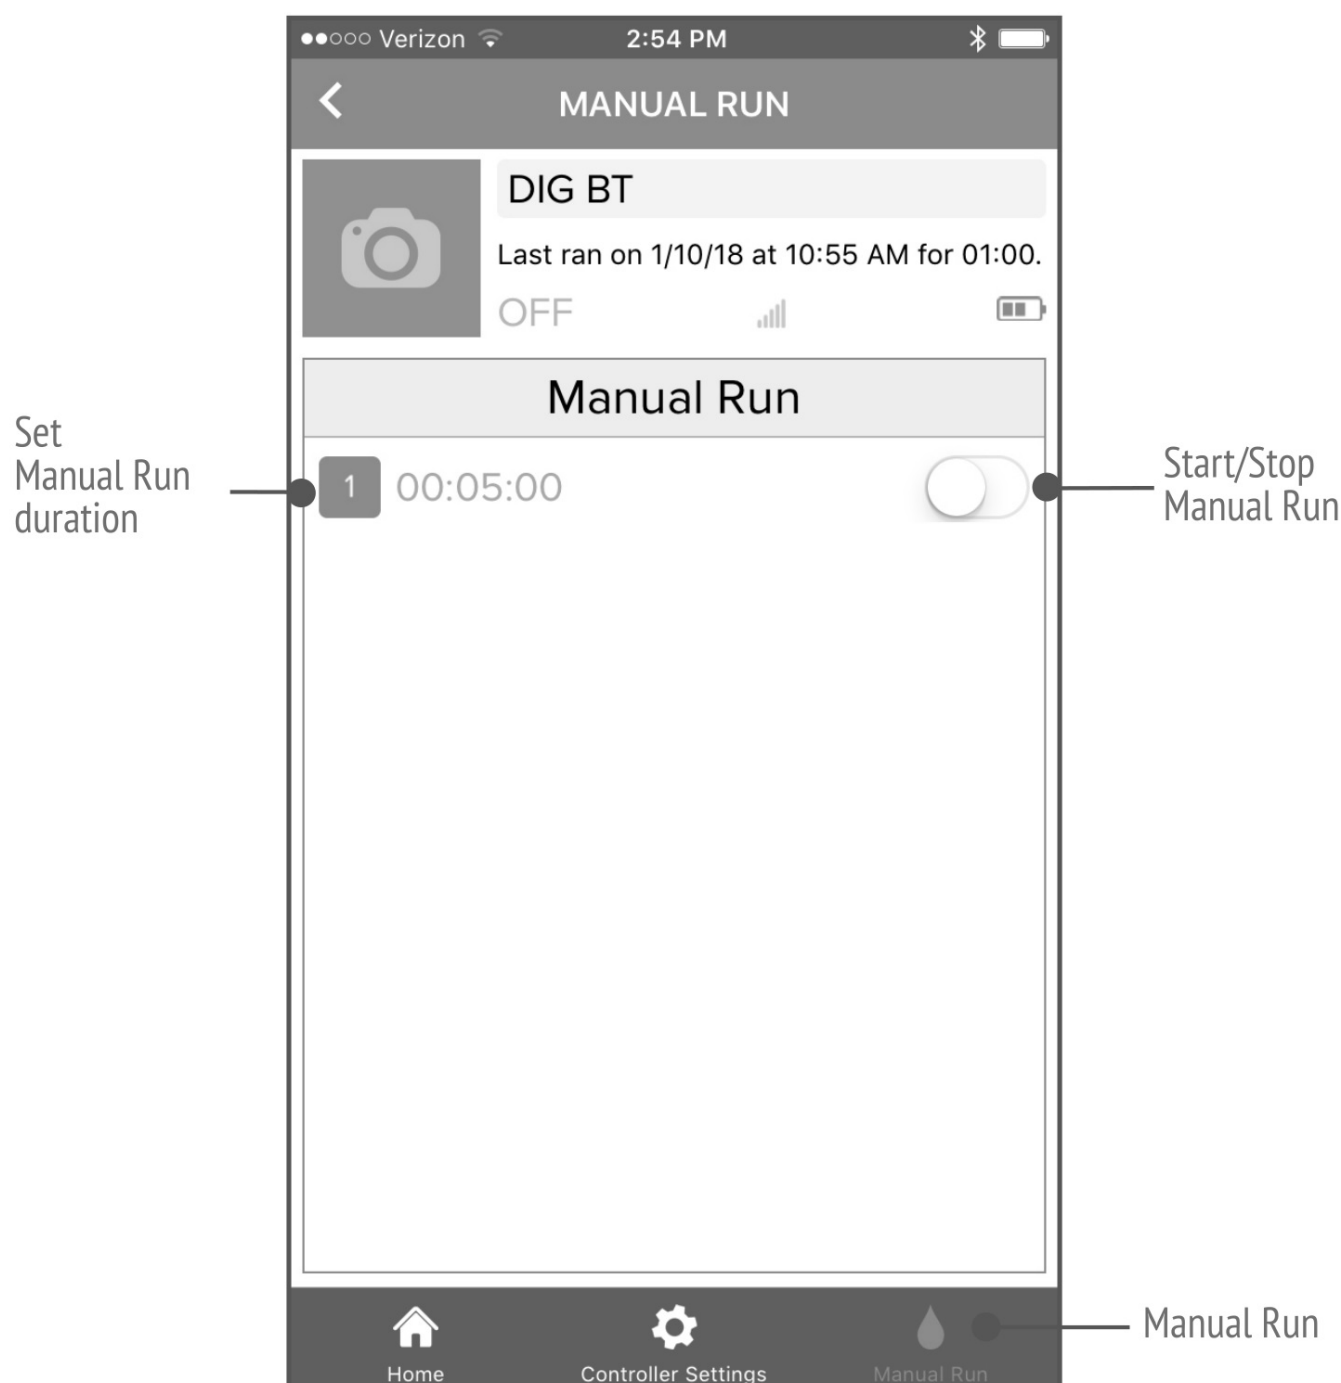 Verizon 2:54 PM
MANUAL RUN
DIG BT
Last ran on 1/10/18 at 10:55 AM for 01:00.
OFF
Manual Run
Set
Manual Run
duration
1 00:05:00
Start/Stop
Manual Run
Manual Run
Home Controller Settings Manual Run